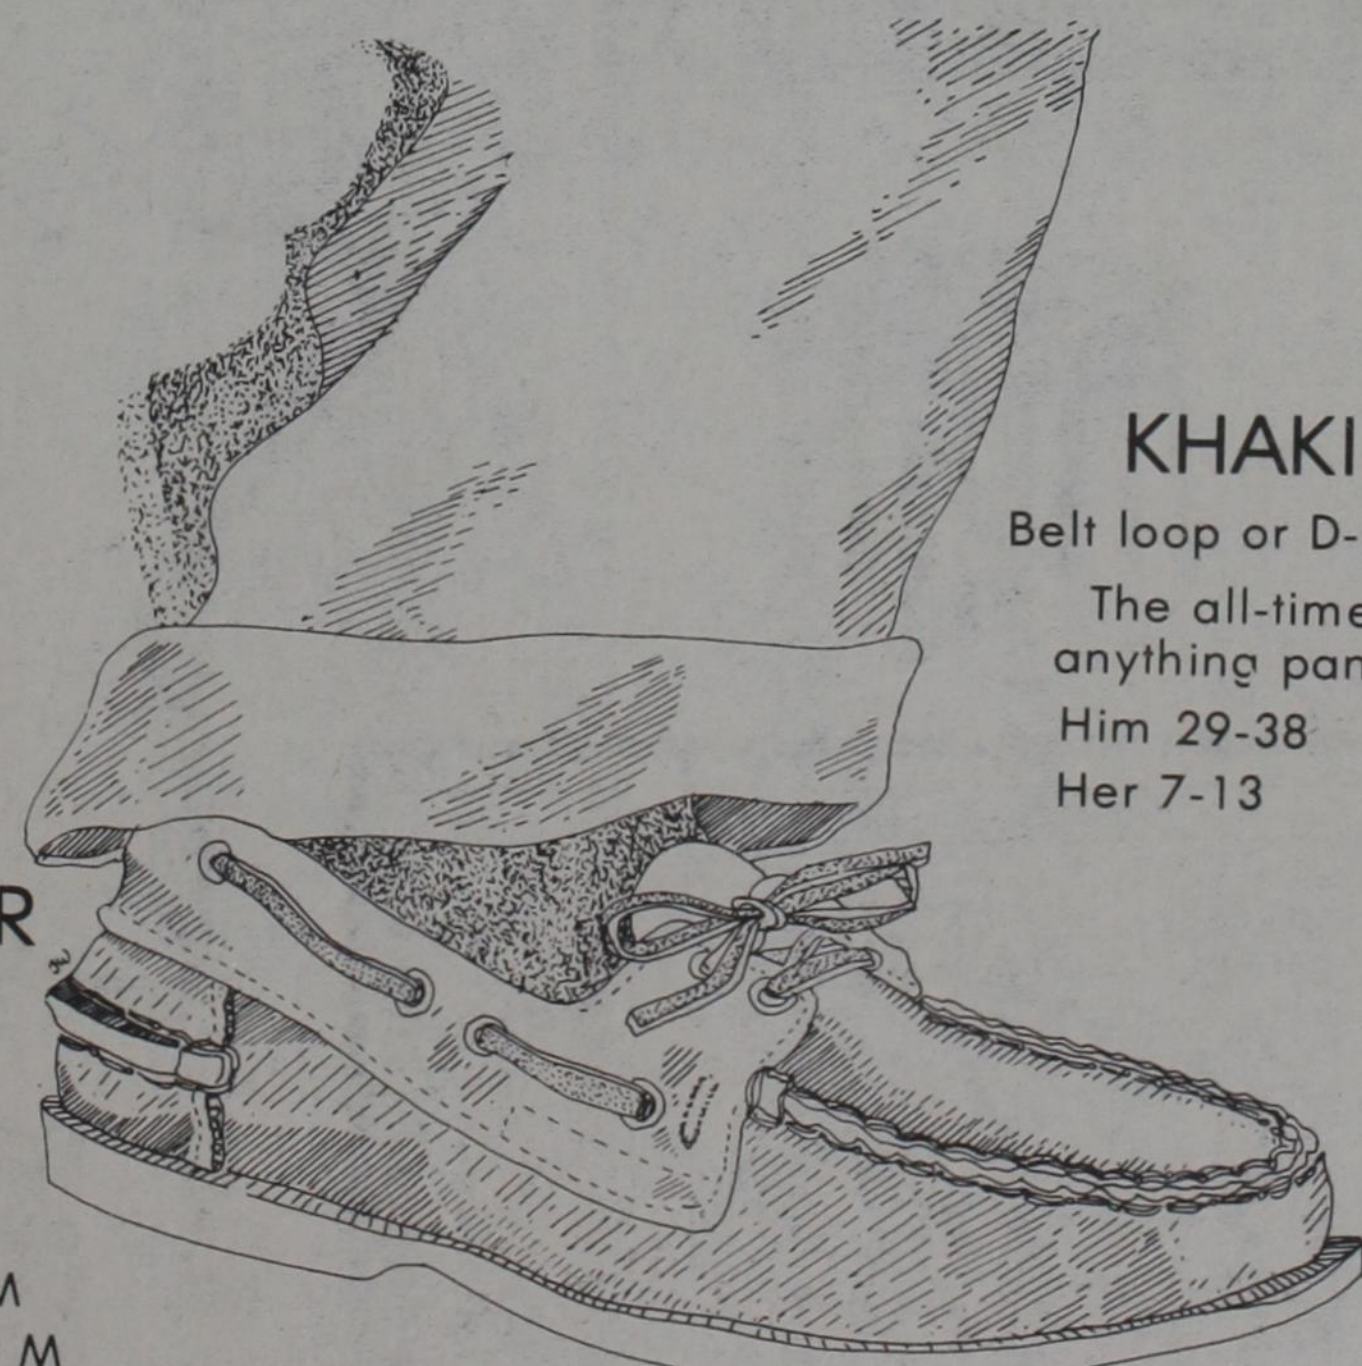 KHAKI
Belt loop or D-
The all-time
anything pan
Him 29-38
Her 7-13
R
M